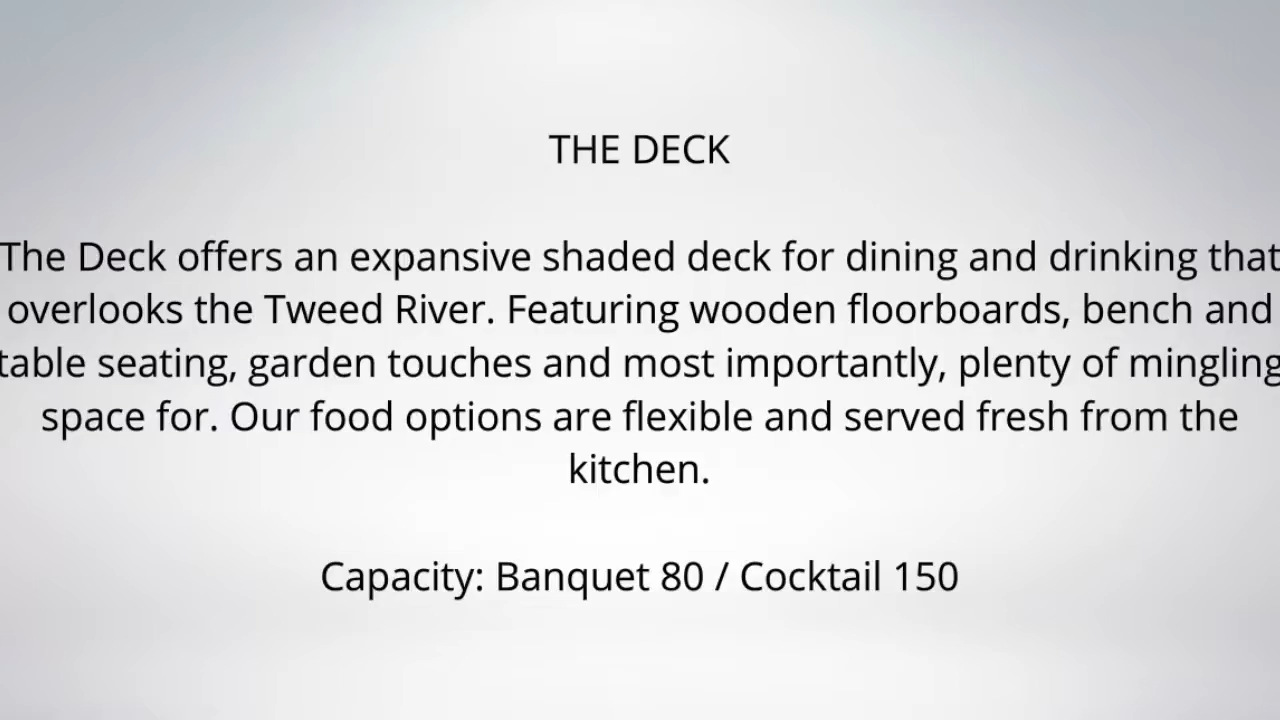 THE DECK
The Deck offers an expansive shaded deck for dining and drinking that
overlooks the Tweed River. Featuring wooden floorboards, bench and
table seating, garden touches and most importantly, plenty of mingling
space for. Our food options are flexible and served fresh from the
kitchen.
Capacity: Banquet 80 / Cocktail 150